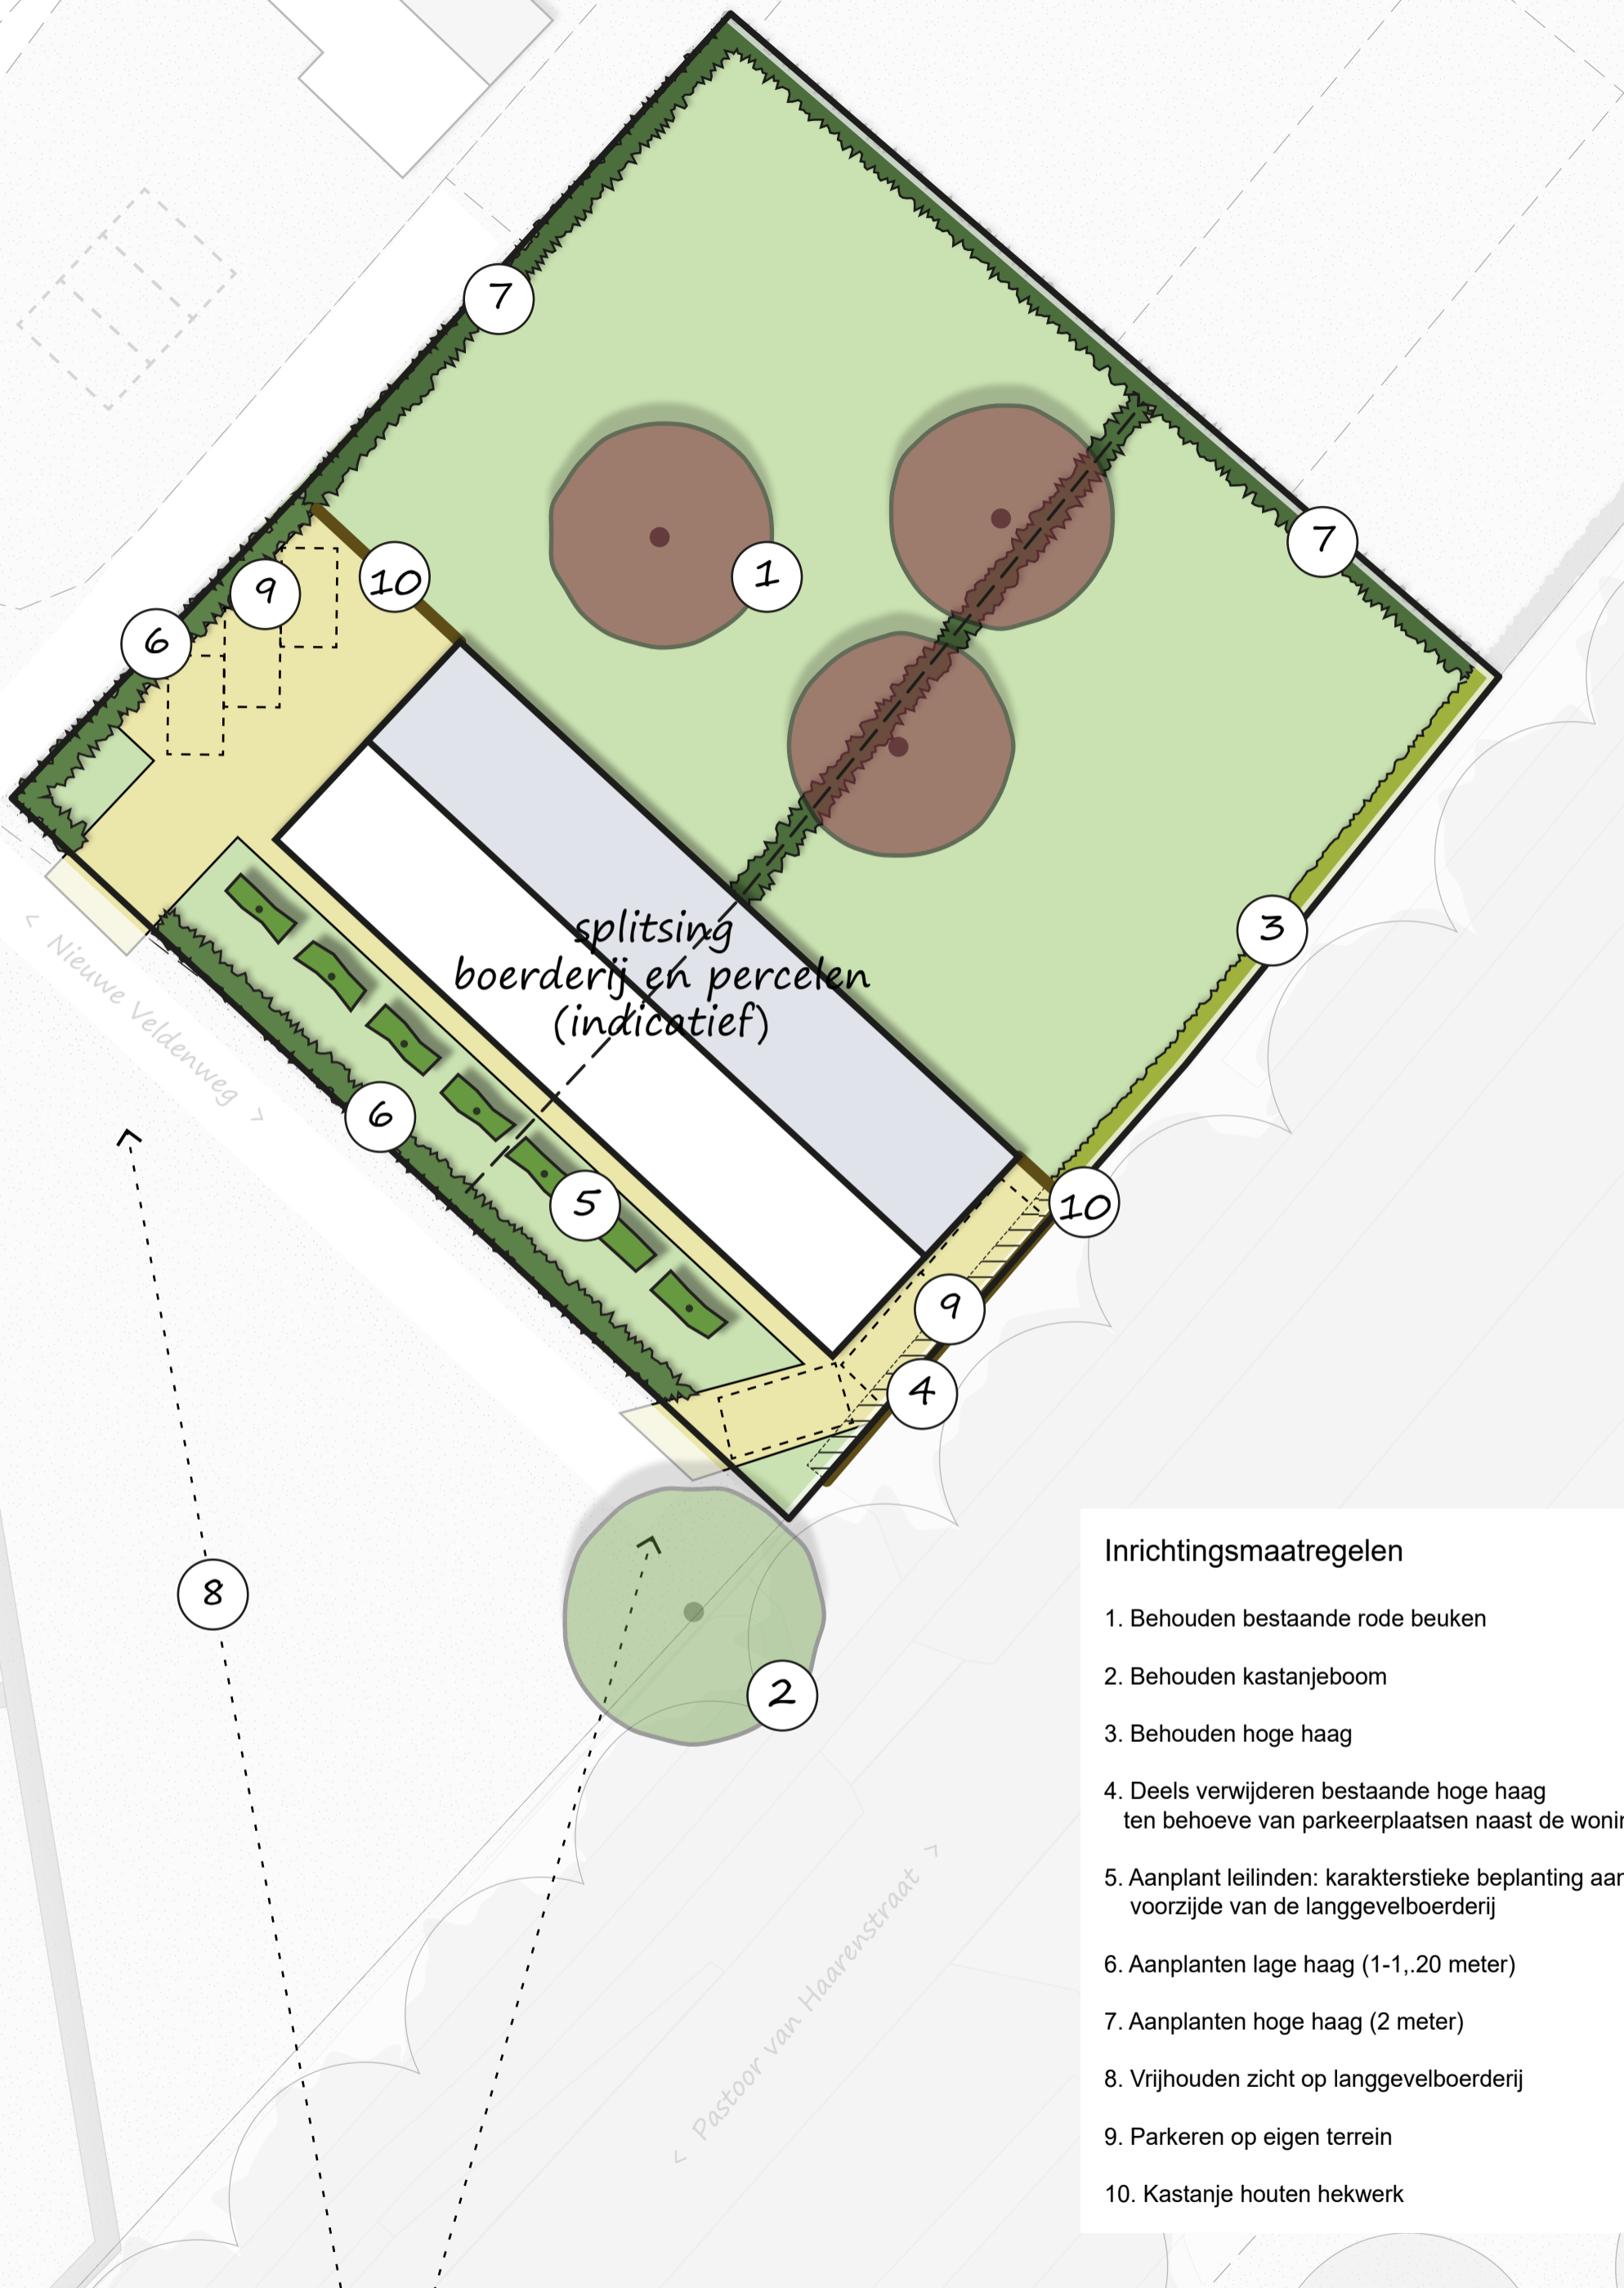 7
1
7
9
10
6
3
splitsing
boerderij en percelen
(indicatief)
< Nieuwe Veldenweg >
6
5
10
9
4
8
2
< Pastoor van Haarenstraat >
Inrichtingsmaatregelen
1. Behouden bestaande rode beuken
2. Behouden kastanjeboom
3. Behouden hoge haag
4. Deels verwijderen bestaande hoge haag
ten behoeve van parkeerplaatsen naast de
5. Aanplant leilinden: karakterstieke beplanting
voorzijde van de langgevelboerderij
6. Aanplanten lage haag (1-1,.20 meter)
7. Aanplanten hoge haag (2 meter)
8. Vrijhouden zicht op langgevelboerderij
9. Parkeren op eigen terrein
10. Kastanje houten hekwerk